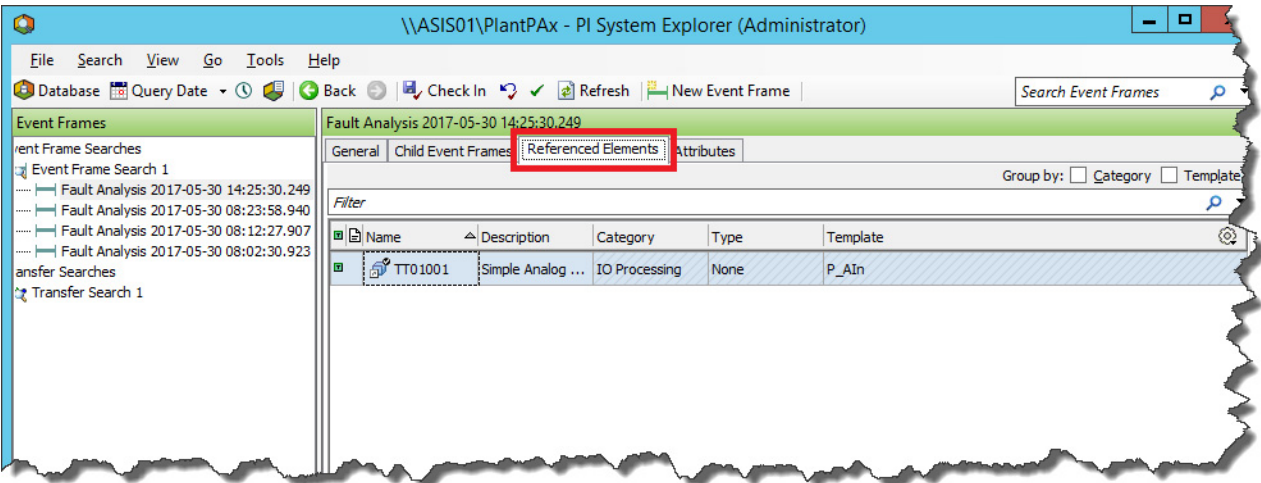 \\ASIS01\PlantPAx - PI System Explorer (Administrator)
File Search View Go Tools Help
Database Query Date Back Check In Refresh New Event Frame Search Event Frames
Event Frames
Fault Analysis 2017-05-30 14:25:30.249
General Child Event Frames Referenced Elements Attributes
Group by: Category Template
Filter
Name Description Category Type Template
TT01001 Simple Analog ... IO Processing None P_AIn
vent Frame Searches
Event Frame Search 1
Fault Analysis 2017-05-30 14:25:30.249
Fault Analysis 2017-05-30 08:23:58.940
Fault Analysis 2017-05-30 08:12:27.907
Fault Analysis 2017-05-30 08:02:30.923
ansfer Searches
Transfer Search 1